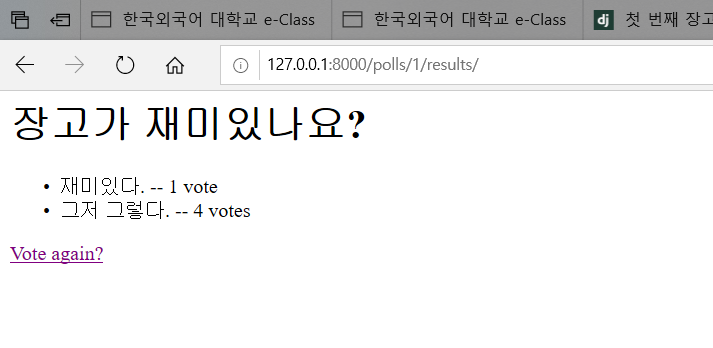 한국외국어 대학교 e-Class
한국외국어 대학교 e-Class
dj 첫 번째 장고
127.0.0.1:8000/polls/1/results/
장고가 재미있나요?
• 재미있다. -- 1 vote
• 그저 그렇다. -- 4 votes
Vote again?